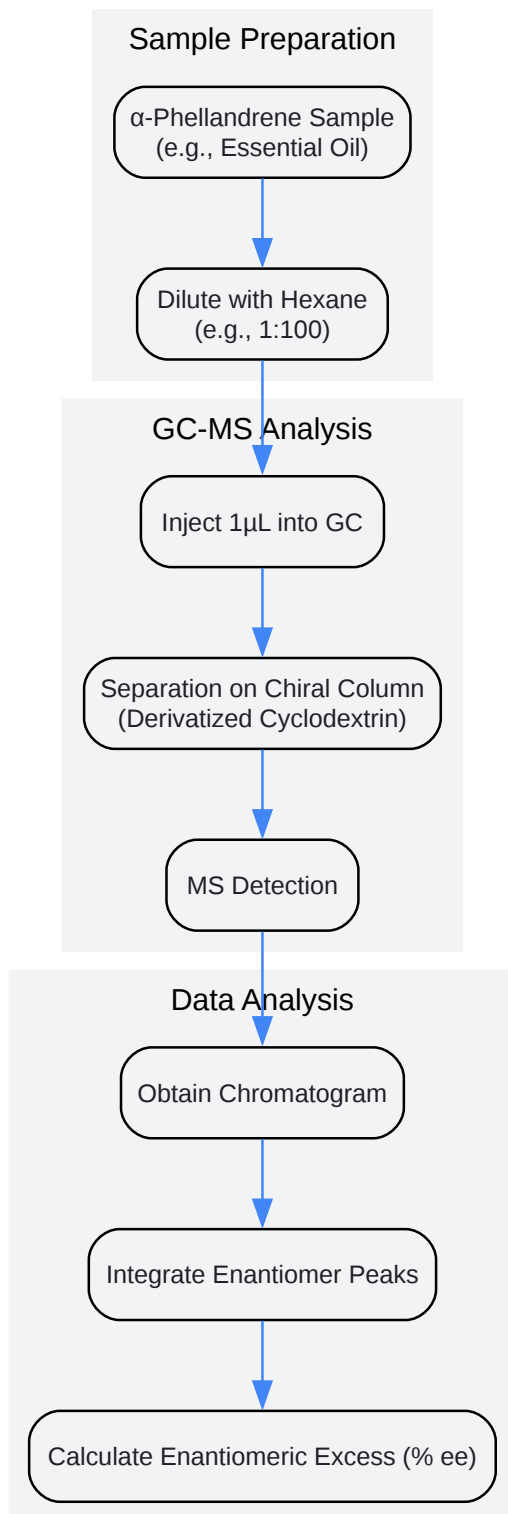 Sample Preparation
α-Phellandrene Sample
(e.g., Essential Oil)
Dilute with Hexane
(e.g., 1:100)
GC-MS Analysis
Inject 1µL into GC
Separation on Chiral Column
(Derivatized Cyclodextrin)
MS Detection
Data Analysis
Obtain Chromatogram
Integrate Enantiomer Peaks
Calculate Enantiomeric Excess (% ee)